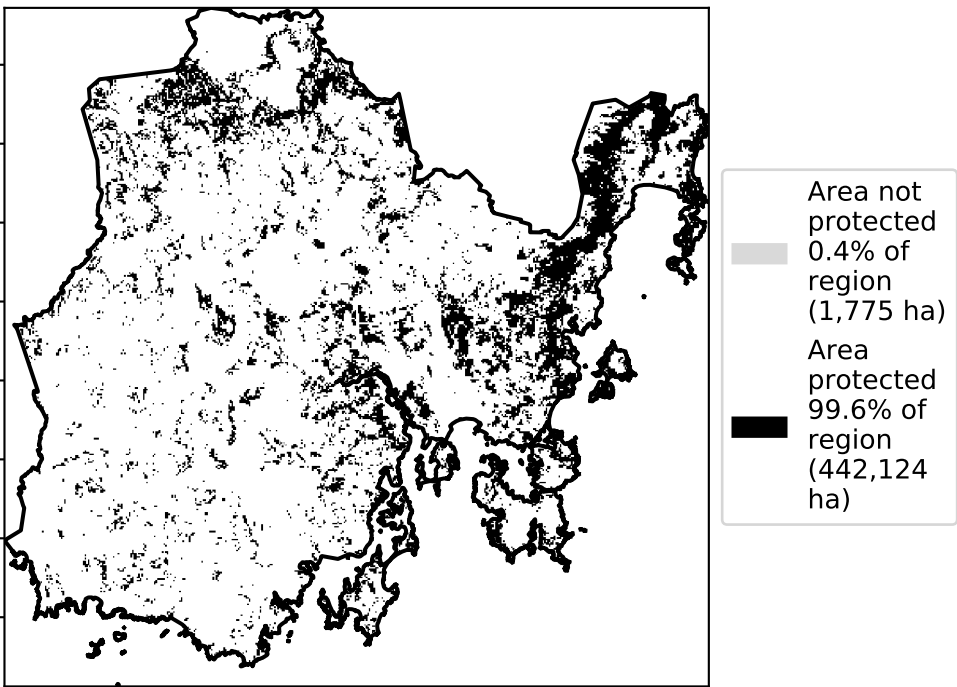 Area not
protected
0.4% of
region
(1,775 ha)
Area
protected
99.6% of
region
(442,124
ha)